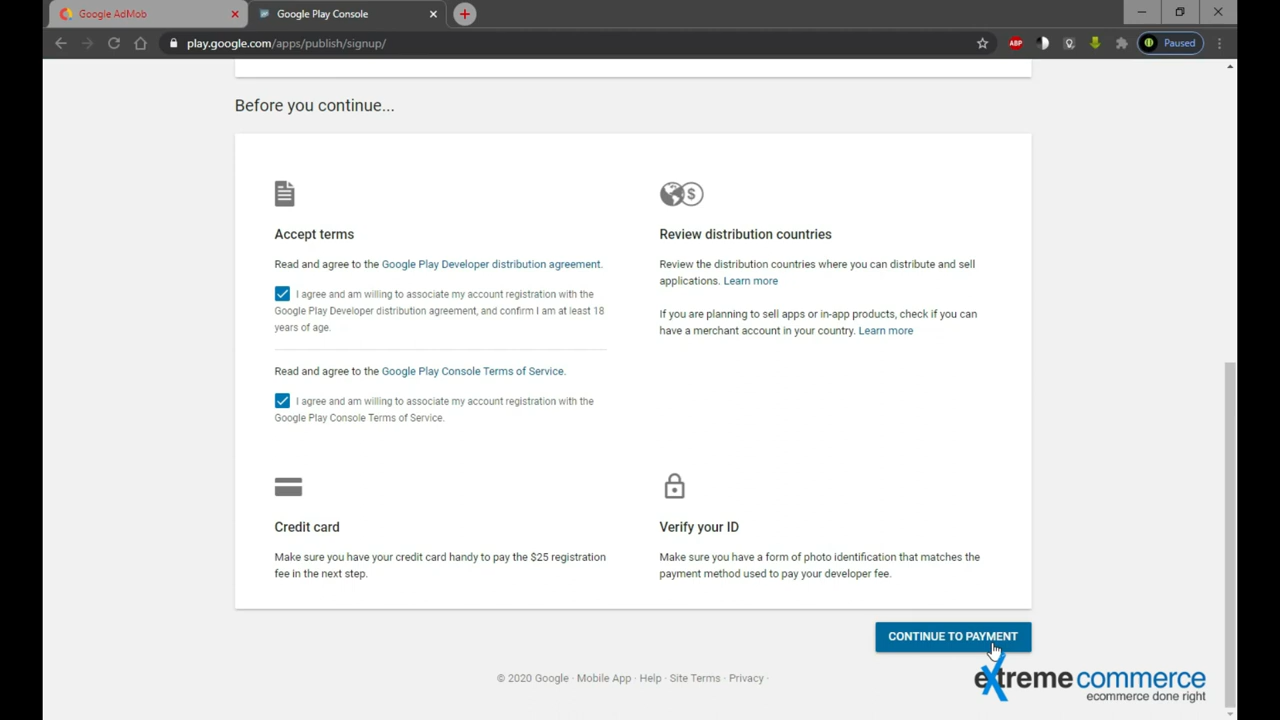 Google AdMob
Google Play Console
play.google.com/apps/publish/signup/
ABP
Paused
Before you continue...
Accept terms
Read and agree to the Google Play Developer distribution agreement.
I agree and am willing to associate my account registration with the
Google Play Developer distribution agreement, and confirm I am at least 18
years of age.
Read and agree to the Google Play Console Terms of Service.
I agree and am willing to associate my account registration with the
Google Play Console Terms of Service.
Review distribution countries
Review the distribution countries where you can distribute and sell
applications. Learn more
If you are planning to sell apps or in-app products, check if you can
have a merchant account in your country. Learn more
Credit card
Make sure you have your credit card handy to pay the $25 registration
fee in the next step.
Verify your ID
Make sure you have a form of photo identification that matches the
payment method used to pay your developer fee.
CONTINUE TO PAYMENT
© 2020 Google · Mobile App · Help · Site Terms · Privacy ·
extreme commerce
ecommerce done right